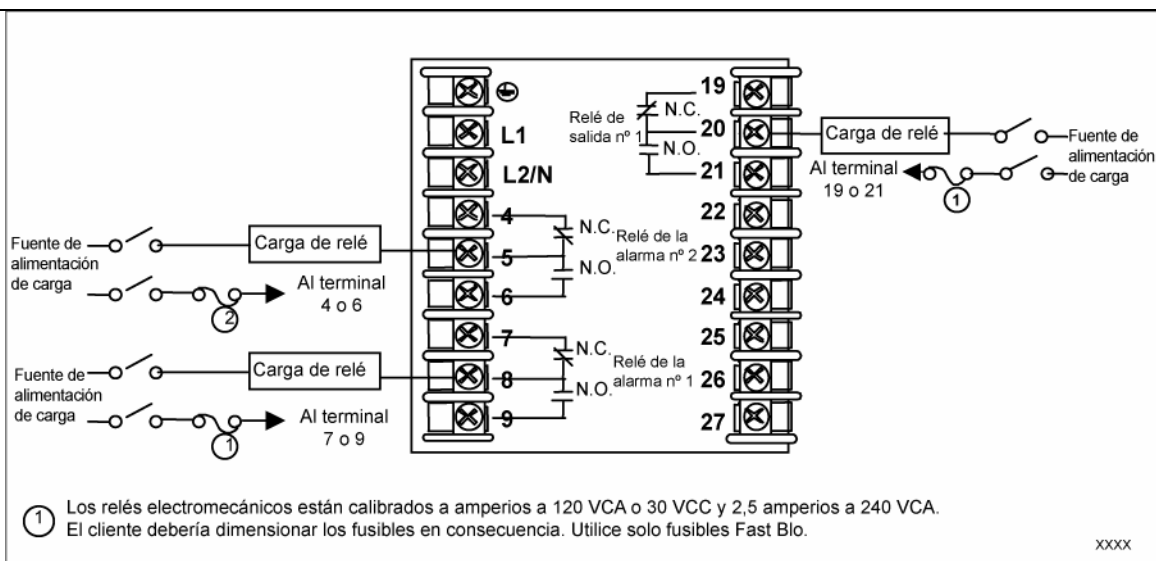 L1
L2/N
4
5
6
7
8
9
19
20
21
22
23
24
25
26
27
Relé de
salida nº 1
N.C.
N.O.
Carga de relé
Fuente de
alimentación
de carga
Al terminal
19 o 21
1
N.C.
Relé de la
alarma nº 2
N.O.
Fuente de
alimentación
de carga
Carga de relé
Al terminal
4 o 6
2
N.C.
Relé de la
alarma nº 1
N.O.
Fuente de
alimentación
de carga
Carga de relé
Al terminal
7 o 9
1
1 Los relés electromecánicos están calibrados a amperios a 120 VCA o 30 VCC y 2,5 amperios a 240 VCA.
El cliente debería dimensionar los fusibles en consecuencia. Utilice solo fusibles Fast Blo.
XXXX